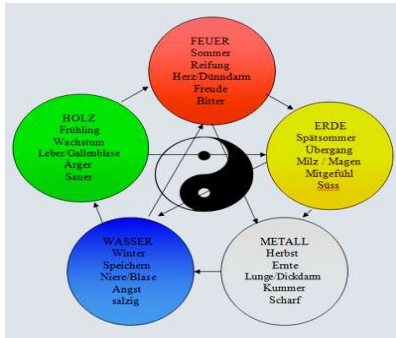 FEUER
Sommer
Reifung
Herz/Dünndarm
Freude
Bitter
HOLZ
Frühling
Wachstum
Leber/Gallenblase
Ärger
Sauer
ERDE
Spätsommer
Übergang
Milz / Magen
Mitgefühl
Süss
WASSER
Winter
Speichern
Niere/Blase
Angst
salzig
METALL
Herbst
Ernte
Lunge/Dickdarm
Kummer
Scharf